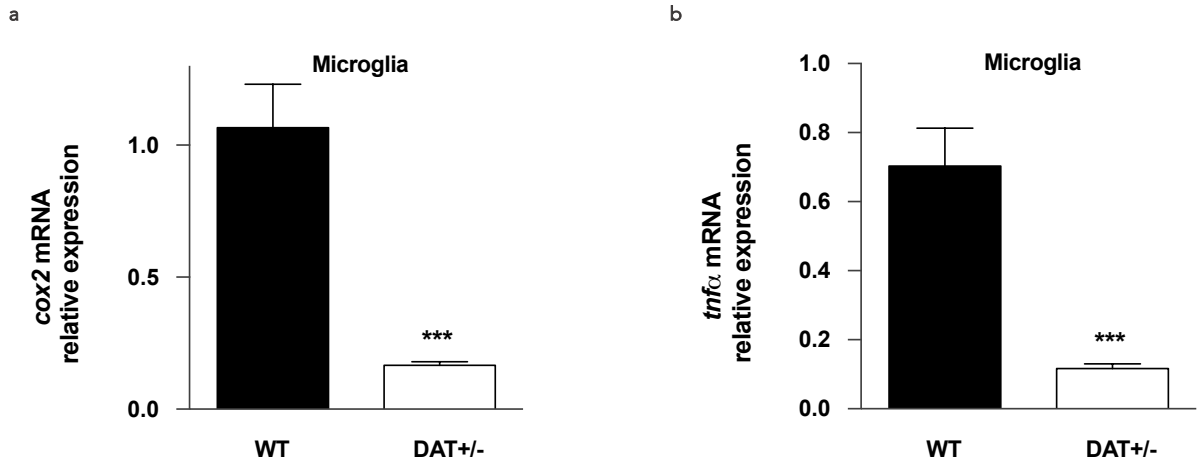 a
Microglia
cox2 mRNA
relative expression
1.0
0.5
0.0
***
WT DAT+/-
b
Microglia
tnfα mRNA
relative expression
1.0
0.8
0.6
0.4
0.2
0.0
***
WT DAT+/-